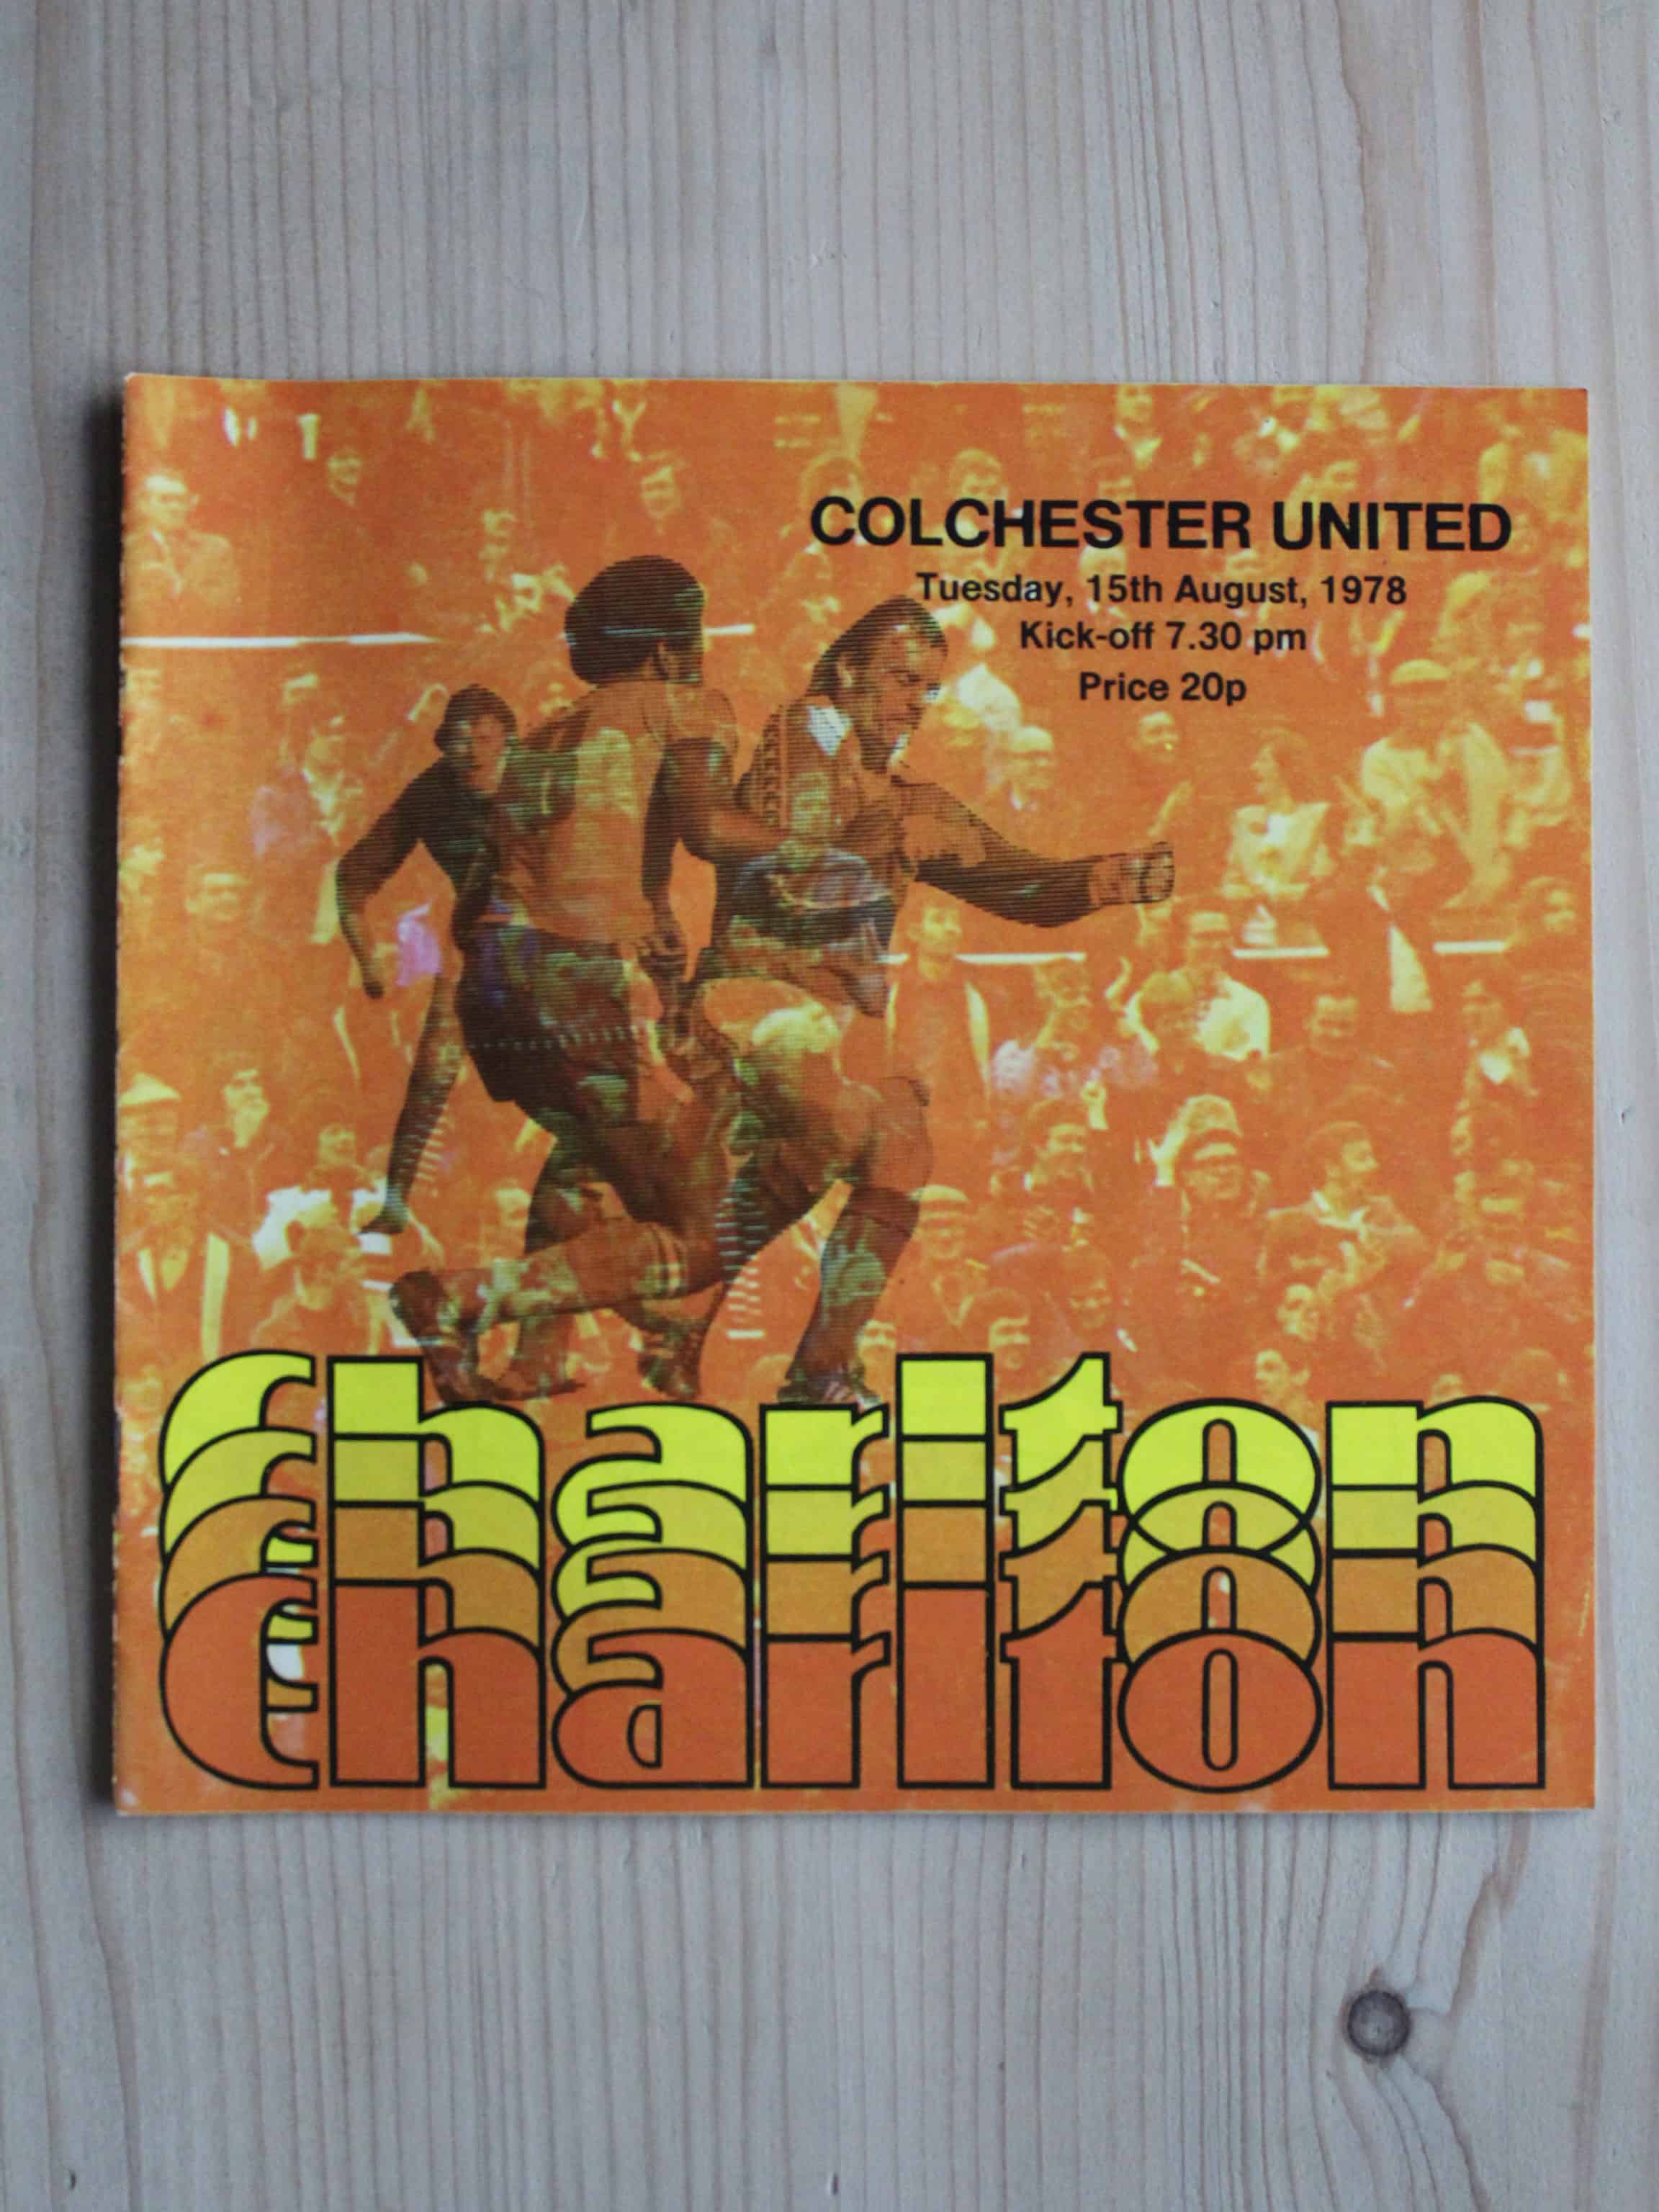 COLCHESTER UNITED
Tuesday, 15th August, 1978
Kick-off 7.30 pm
Price 20p
Charlton
Charlton
Charlton
Charlton